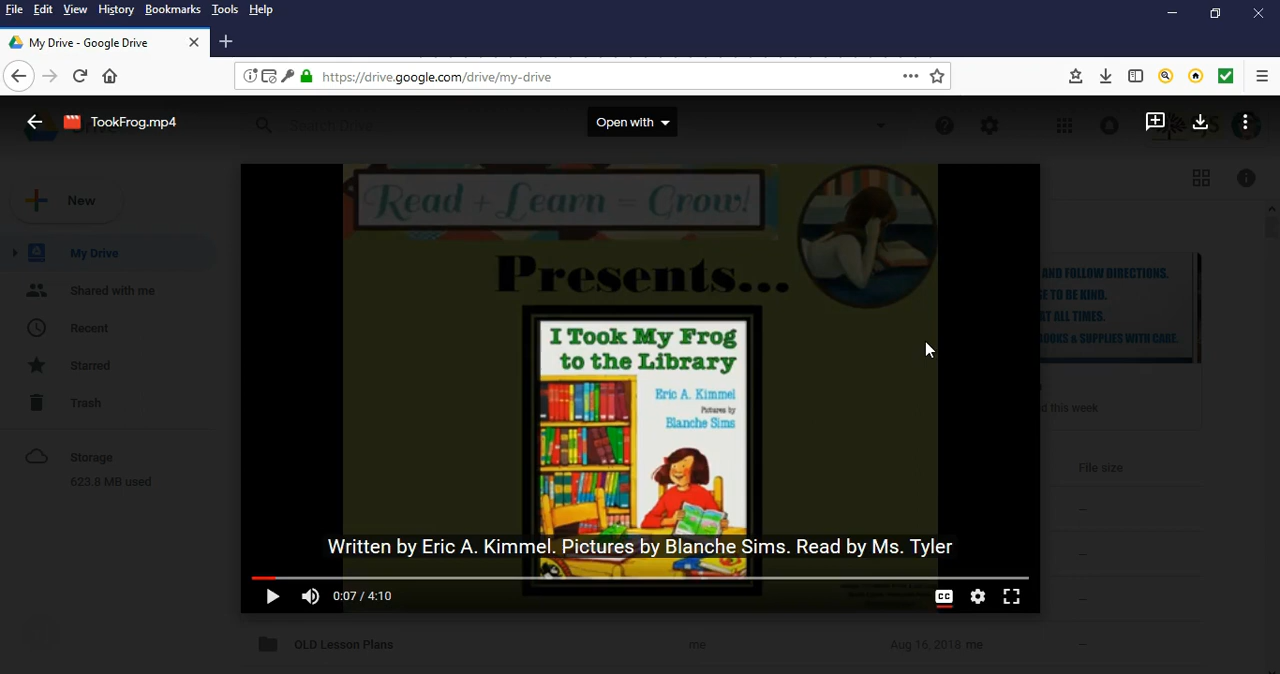 File Edit View History Bookmarks Tools Help
My Drive - Google Drive
https://drive.google.com/drive/my-drive
TookFrog.mp4
Open with
Search Drive
New
My Drive
Shared with me
Recent
Starred
Trash
Storage
623.8 MB used
Read + Learn = Grow!
Presents...
I Took My Frog
to the Library
Eric A. Kimmel
Pictures by
Blanche Sims
Written by Eric A. Kimmel. Pictures by Blanche Sims. Read by Ms. Tyler
0:07 / 4:10
CC
AND FOLLOW DIRECTIONS.
E TO BE KIND.
AT ALL TIMES.
OOKS & SUPPLIES WITH CARE.
d this week
File size
OLD Lesson Plans me Aug 16, 2018 me –